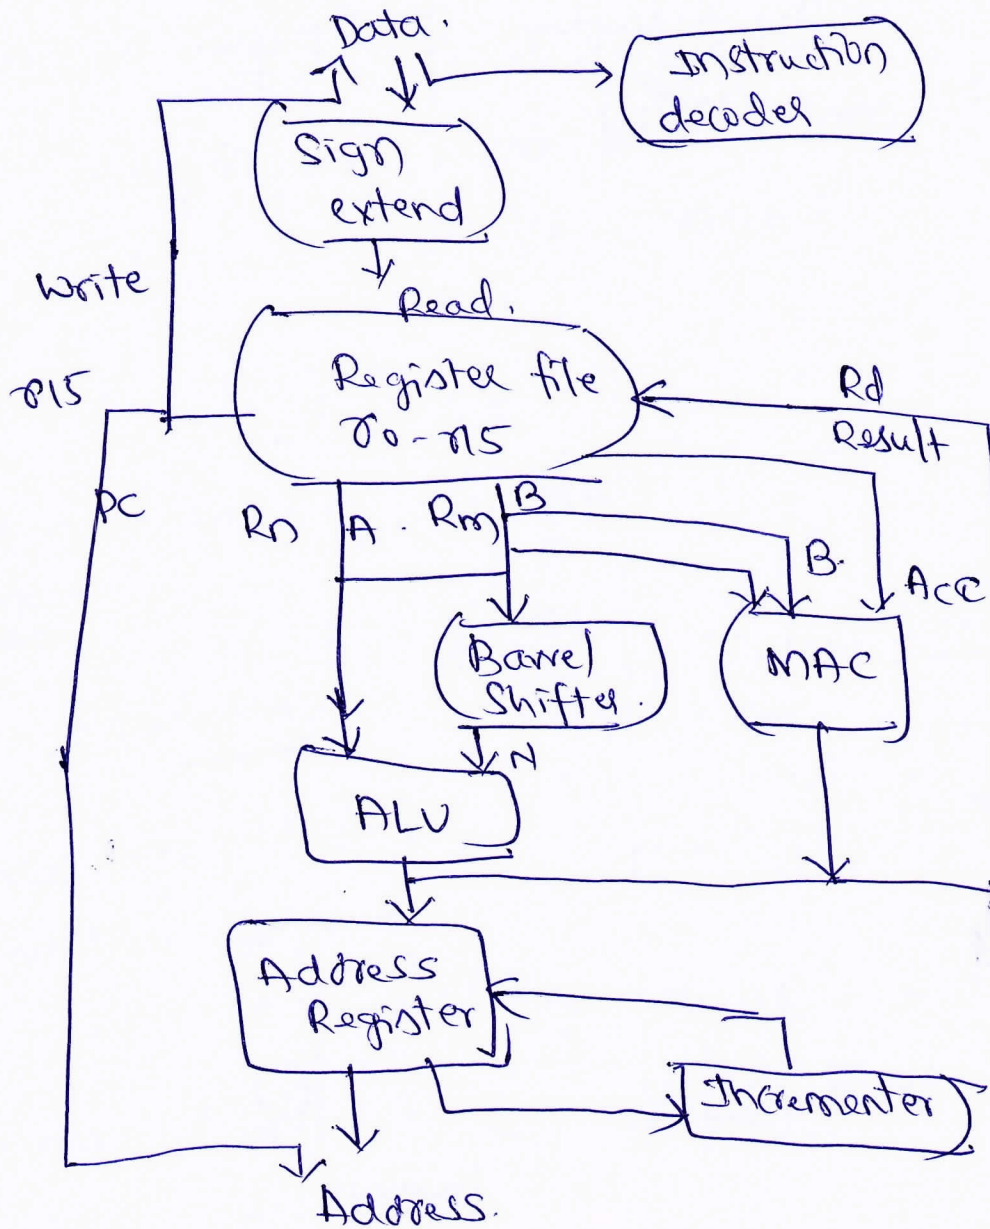 Data.
Instruction
decoder
Sign
extend
Write
Read.
r15
Register file
r0-r15
Rd
Result
PC
Rn
A.
Rm
B
B.
Acc
Barrel
Shifter.
MAC
N
ALU
Address
Register
Incrementer
Address.